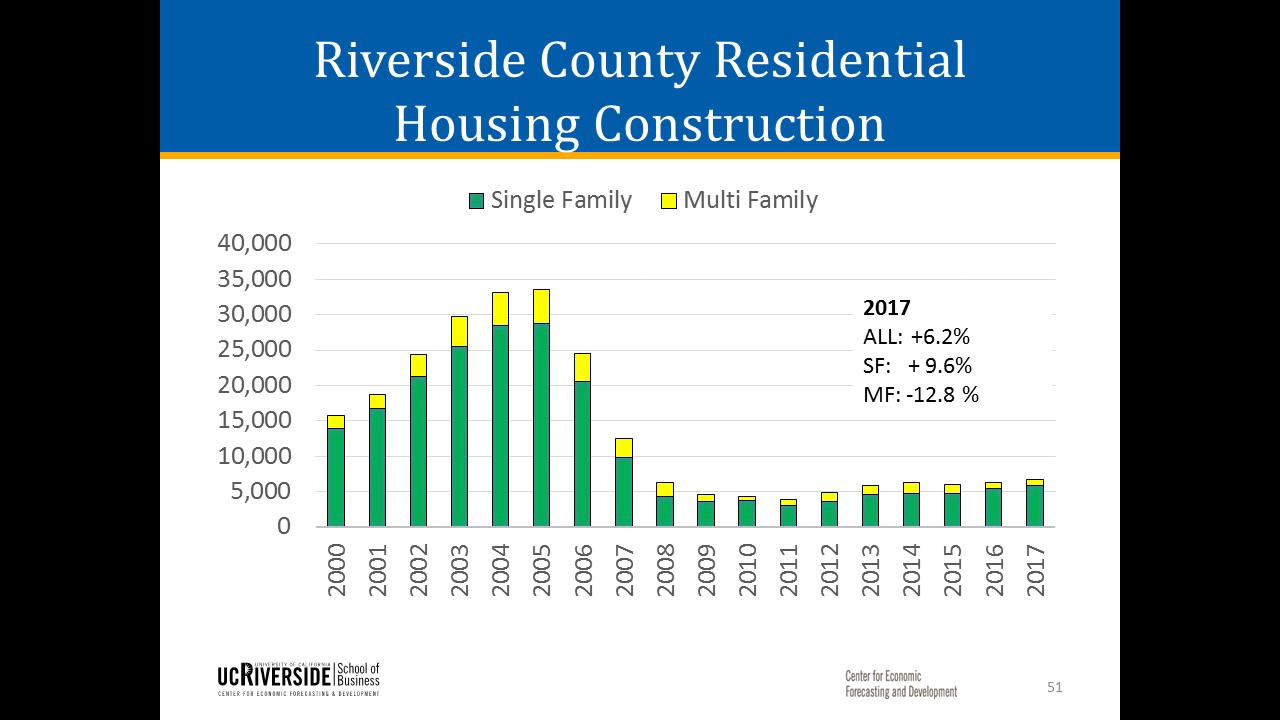 Riverside County Residential
Housing Construction
Single Family
Multi Family
40,000
35,000
30,000
25,000
20,000
15,000
10,000
5,000
0
2017
ALL: +6.2%
SF: + 9.6%
MF: -12.8 %
2000
2001
2002
2003
2004
2005
2006
2007
2008
2009
2010
2011
2012
2013
2014
2015
2016
2017
UNIVERSITY OF CALIFORNIA
UCRIVERSIDE
School of
Business
CENTER FOR ECONOMIC FORECASTING & DEVELOPMENT
Center for Economic
Forecasting and Development
51